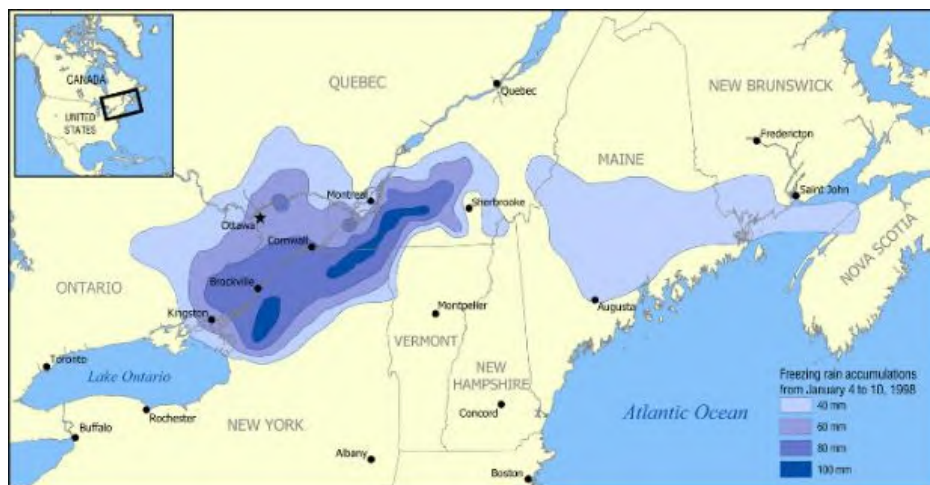 CANADA
UNITED
STATES
QUEBEC
Quebec
NEW BRUNSWICK
Fredericton
MAINE
Saint John
Montreal
Sherbrooke
Ottawa
Cornwall
NOVA SCOTIA
ONTARIO
Brockville
Kingston
Augusta
Montpelier
VERMONT
Toronto
Lake Ontario
NEW
HAMPSHIRE
Concord
Rochester
NEW YORK
Buffalo
Albany
Boston
Atlantic Ocean
Freezing rain accumulations
from January 4 to 10, 1998
40 mm
60 mm
80 mm
100 mm